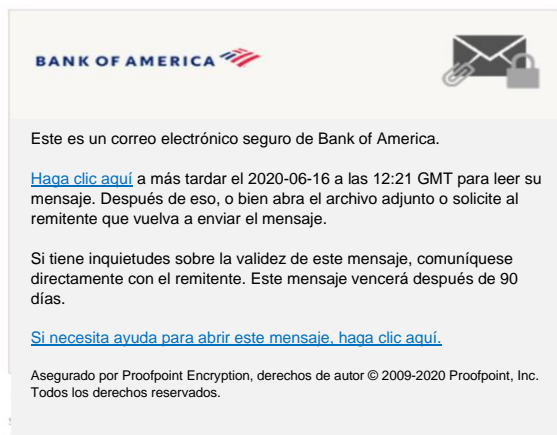 BANK OF AMERICA
Este es un correo electrónico seguro de Bank of America.
Haga clic aquí a más tardar el 2020-06-16 a las 12:21 GMT para leer su
mensaje. Después de eso, o bien abra el archivo adjunto o solicite al
remitente que vuelva a enviar el mensaje.
Si tiene inquietudes sobre la validez de este mensaje, comuníquese
directamente con el remitente. Este mensaje vencerá después de 90
días.
Si necesita ayuda para abrir este mensaje, haga clic aquí.
Asegurado por Proofpoint Encryption, derechos de autor © 2009-2020 Proofpoint, Inc.
Todos los derechos reservados.